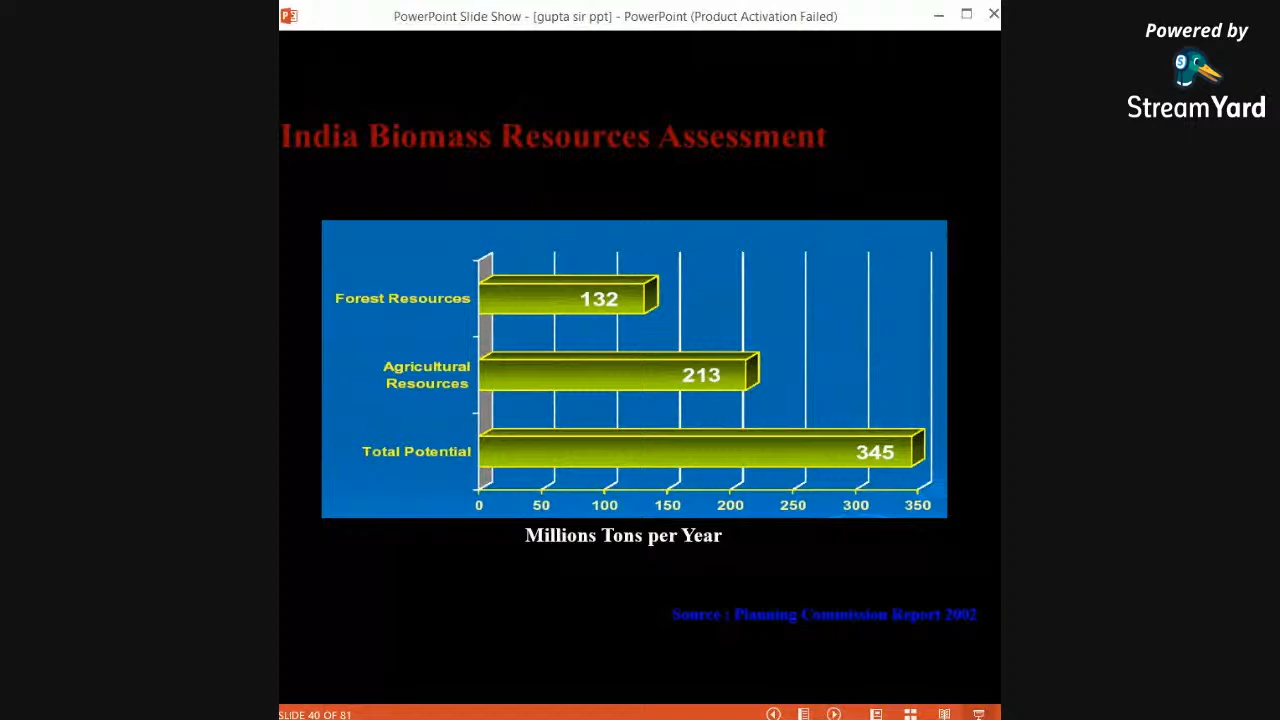 PowerPoint Slide Show - [gupta sir ppt] - PowerPoint (Product Activation Failed)
Powered by
StreamYard
India Biomass Resources Assessment
Forest Resources
132
Agricultural
Resources
213
Total Potential
345
0 50 100 150 200 250 300 350
Millions Tons per Year
Source : Planning Commission Report 2002
SLIDE 40 OF 81